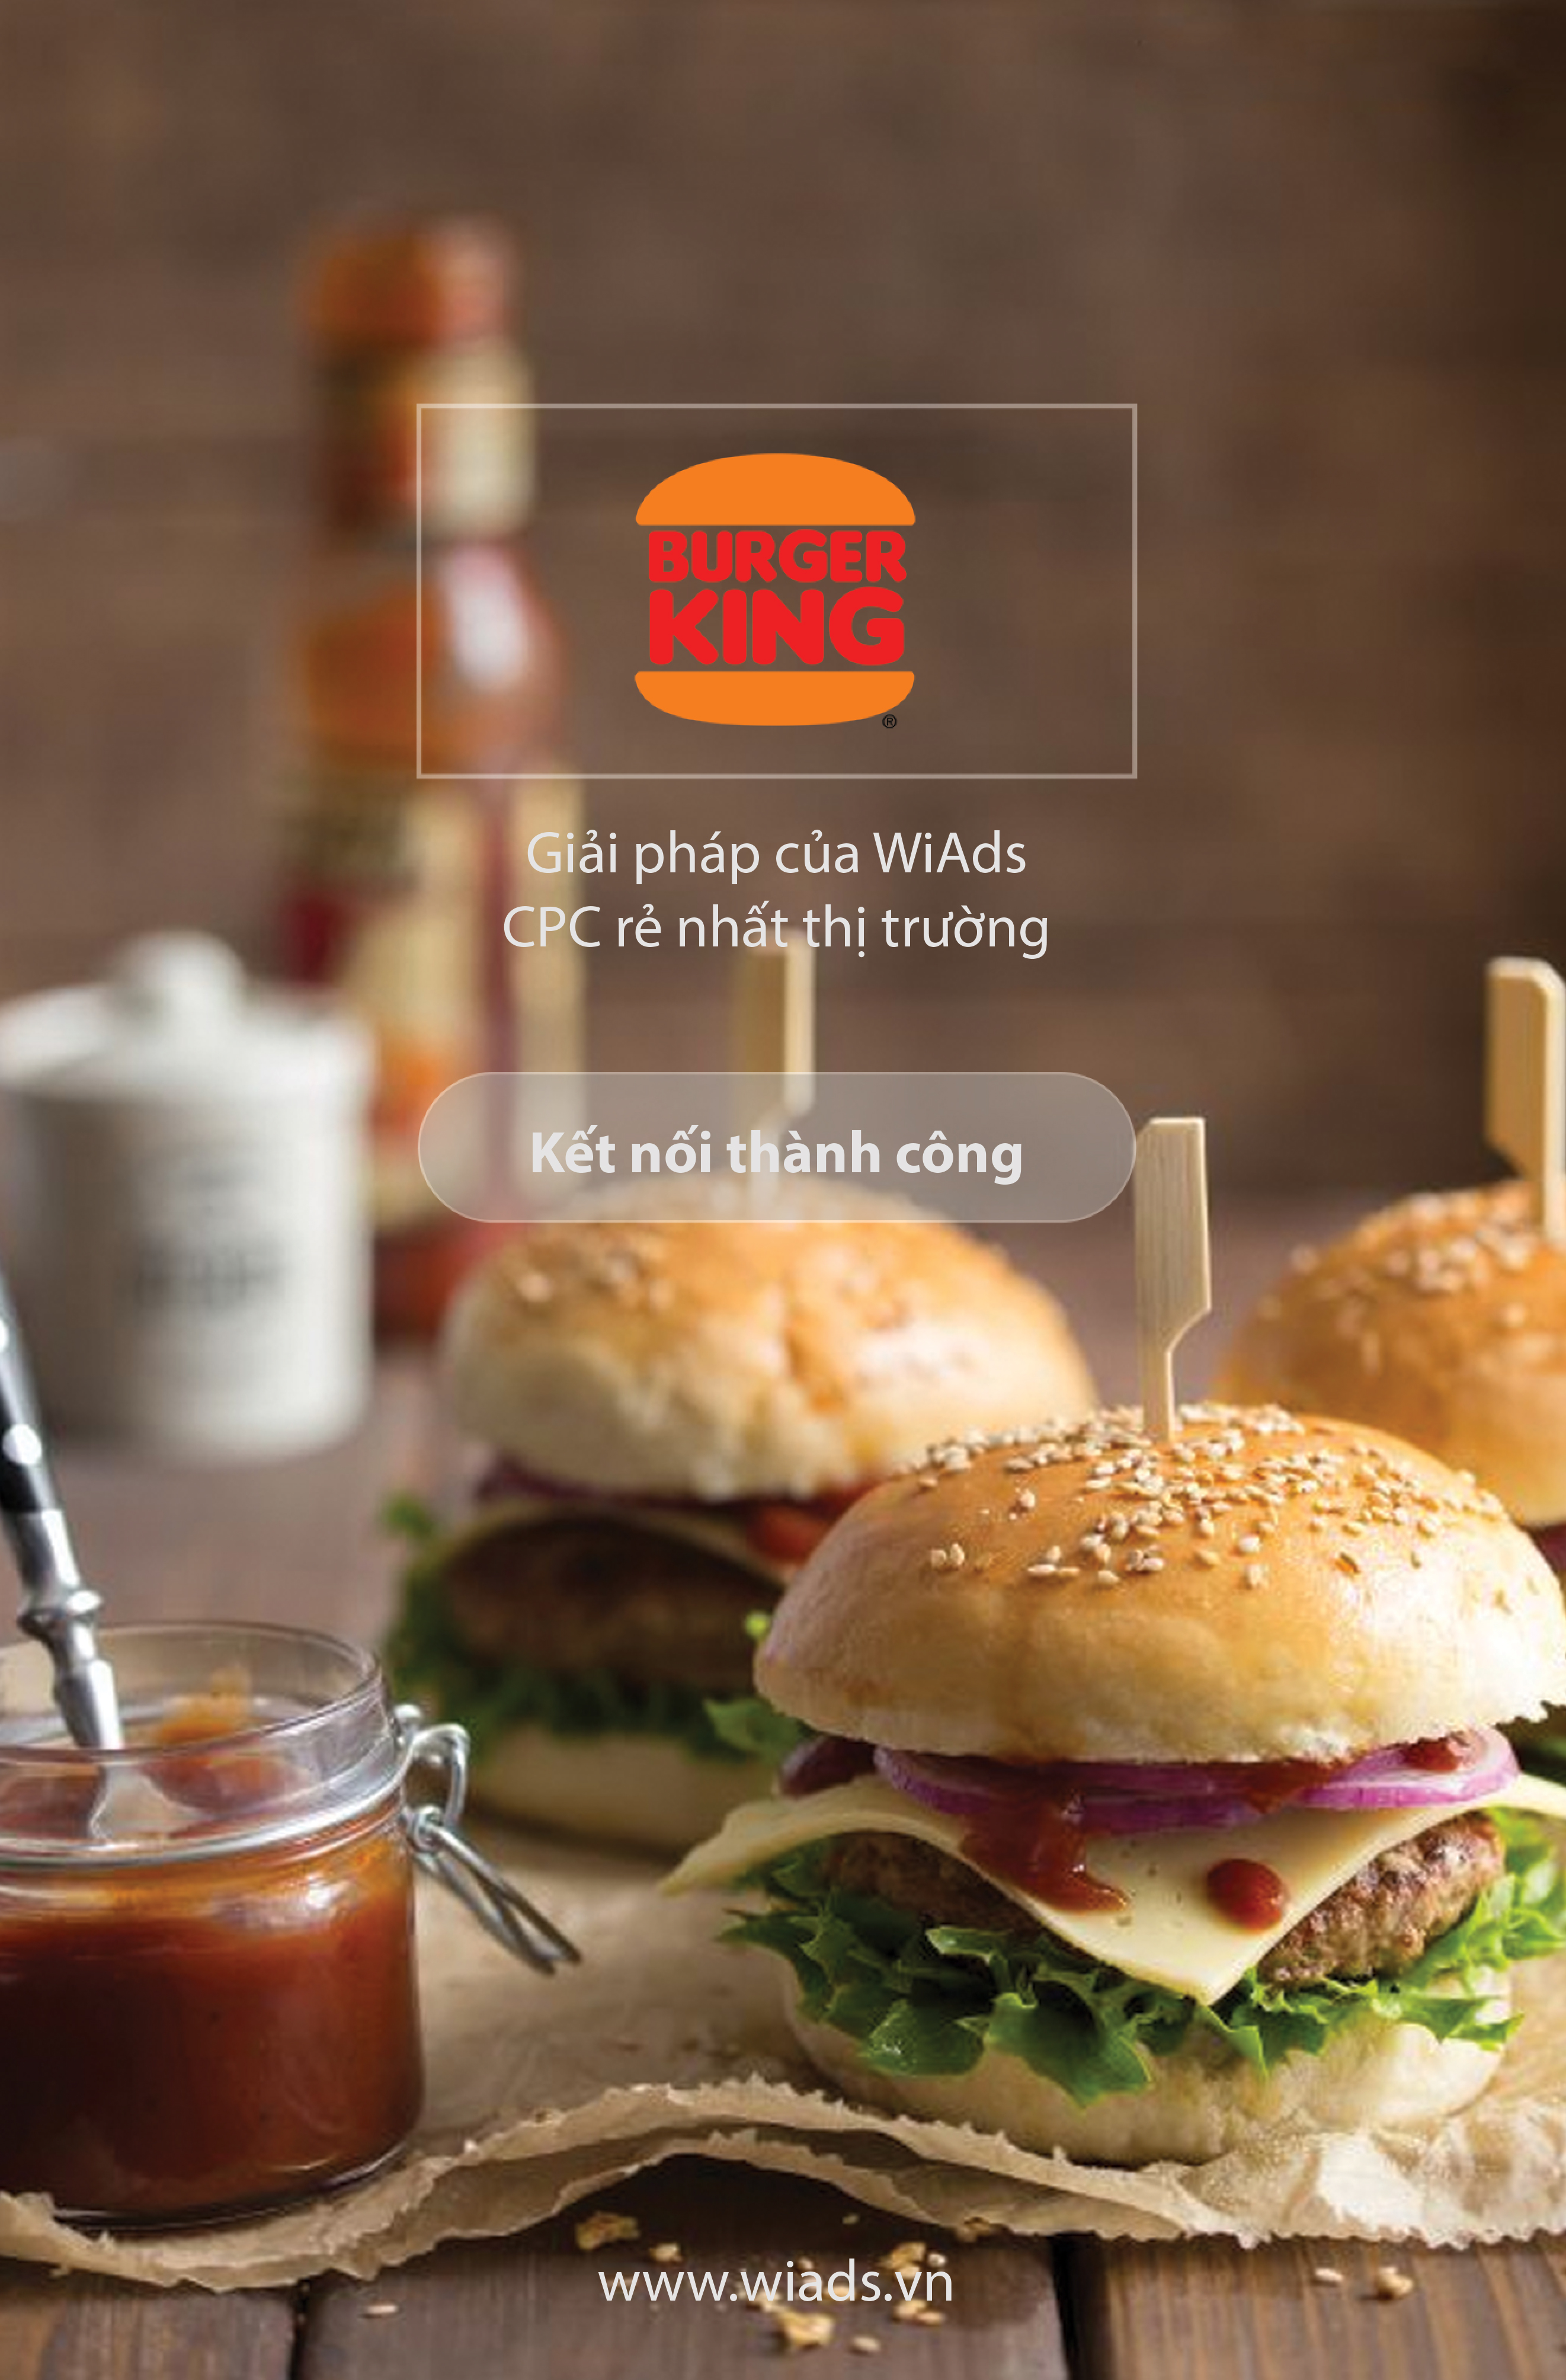 BURGER
KING
®
Giải pháp của WiAds
CPC rẻ nhất thị trường
Kết nối thành công
www.wiads.vn